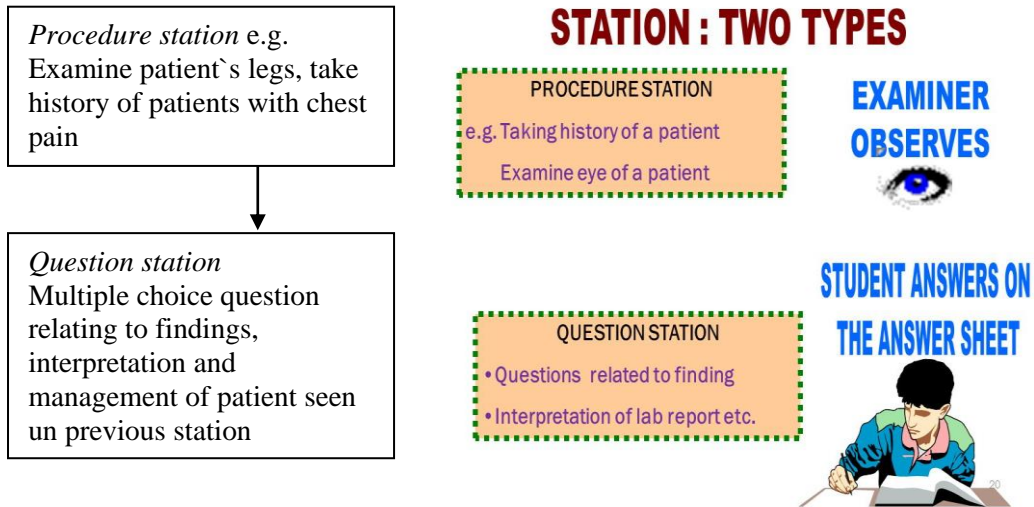 Procedure station e.g.
Examine patient`s legs, take
history of patients with chest
pain
Question station
Multiple choice question
relating to findings,
interpretation and
management of patient seen
un previous station
STATION : TWO TYPES
PROCEDURE STATION
e.g. Taking history of a patient
Examine eye of a patient
EXAMINER
OBSERVES
QUESTION STATION
• Questions related to finding
• Interpretation of lab report etc.
STUDENT ANSWERS ON
THE ANSWER SHEET
20